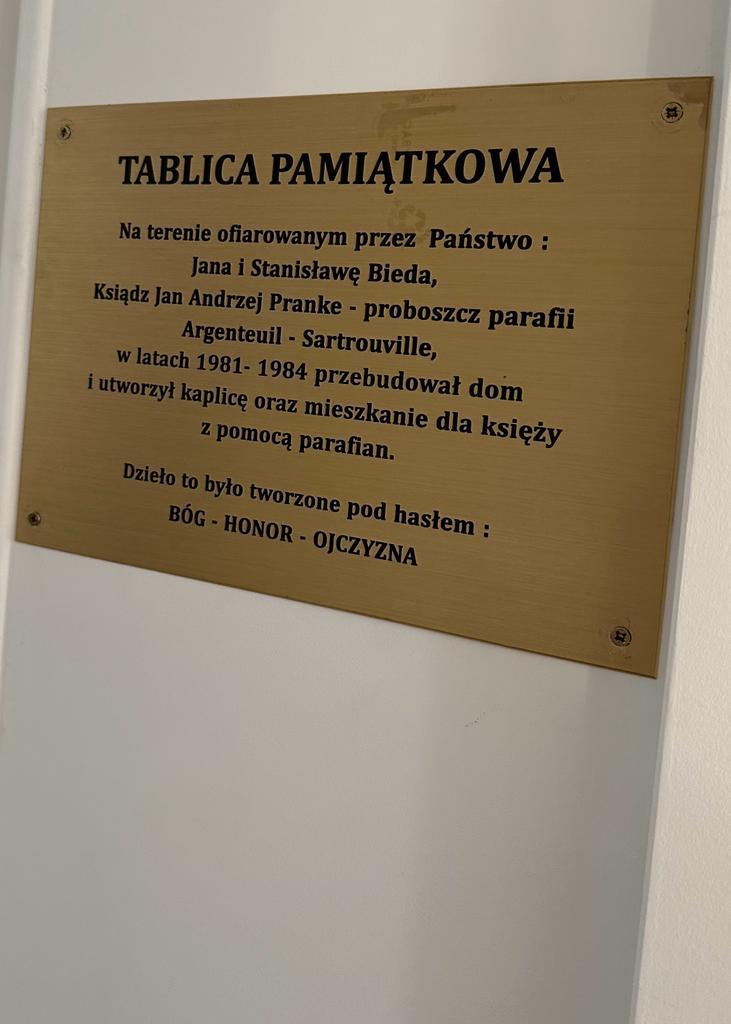 TABLICA PAMIĄTKOWA
Na terenie ofiarowanym przez Państwo :
Jana i Stanisławę Bieda,
Ksiądz Jan Andrzej Pranke - proboszcz parafii
Argenteuil - Sartrouville,
w latach 1981- 1984 przebudował dom
i utworzył kaplicę oraz mieszkanie dla księży
z pomocą parafian.
Dzieło to było tworzone pod hasłem :
BÓG - HONOR - OJCZYZNA